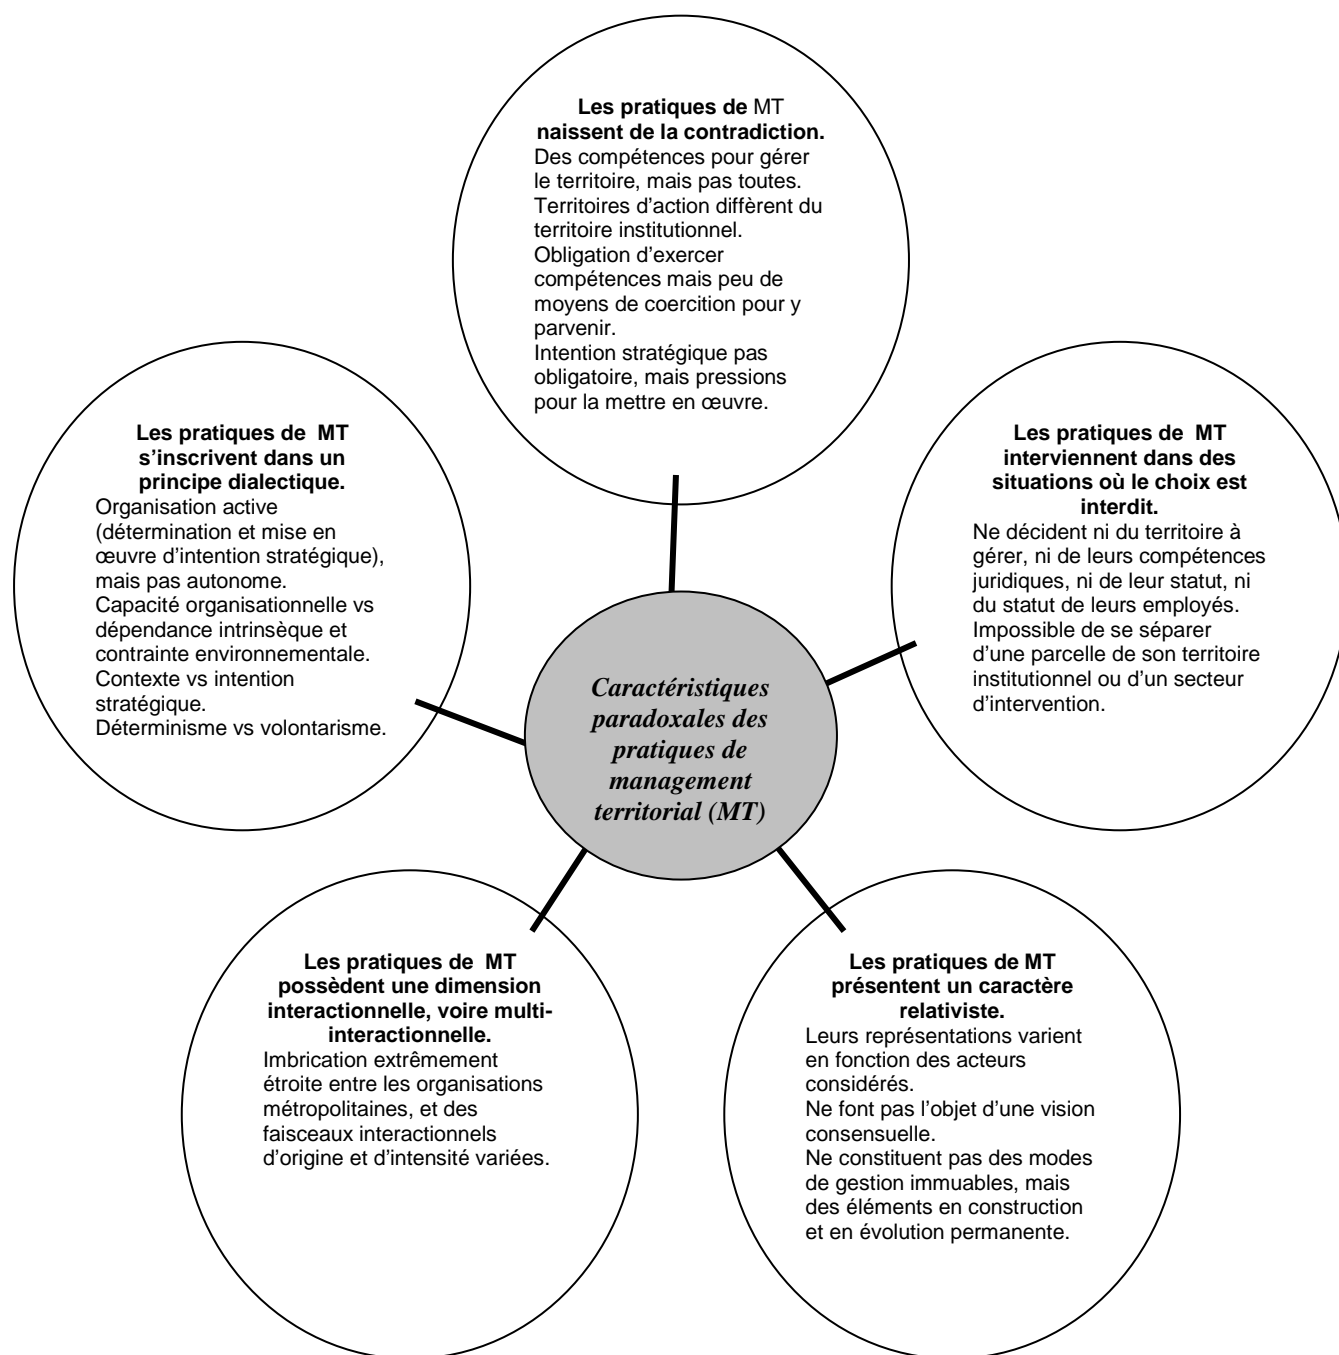 Les pratiques de MT
naissent de la contradiction.
Des compétences pour gérer
le territoire, mais pas toutes.
Territoires d’action diffèrent du
territoire institutionnel.
Obligation d’exercer
compétences mais peu de
moyens de coercition pour y
parvenir.
Intention stratégique pas
obligatoire, mais pressions
pour la mettre en œuvre.
Les pratiques de MT
s’inscrivent dans un
principe dialectique.
Organisation active
(détermination et mise en
œuvre d’intention stratégique),
mais pas autonome.
Capacité organisationnelle vs
dépendance intrinsèque et
contrainte environnementale.
Contexte vs intention
stratégique.
Déterminisme vs volontarisme.
Les pratiques de MT
interviennent dans des
situations où le choix est
interdit.
Ne décident ni du territoire à
gérer, ni de leurs compétences
juridiques, ni de leur statut, ni
du statut de leurs employés.
Impossible de se séparer
d’une parcelle de son territoire
institutionnel ou d’un secteur
d’intervention.
Caractéristiques
paradoxales des
pratiques de
management
territorial (MT)
Les pratiques de MT
possèdent une dimension
interactionnelle, voire multi-
interactionnelle.
Imbrication extrêmement
étroite entre les organisations
métropolitaines, et des
faisceaux interactionnels
d’origine et d’intensité variées.
Les pratiques de MT
présentent un caractère
relativiste.
Leurs représentations varient
en fonction des acteurs
considérés.
Ne font pas l’objet d’une vision
consensuelle.
Ne constituent pas des modes
de gestion immuables, mais
des éléments en construction
et en évolution permanente.